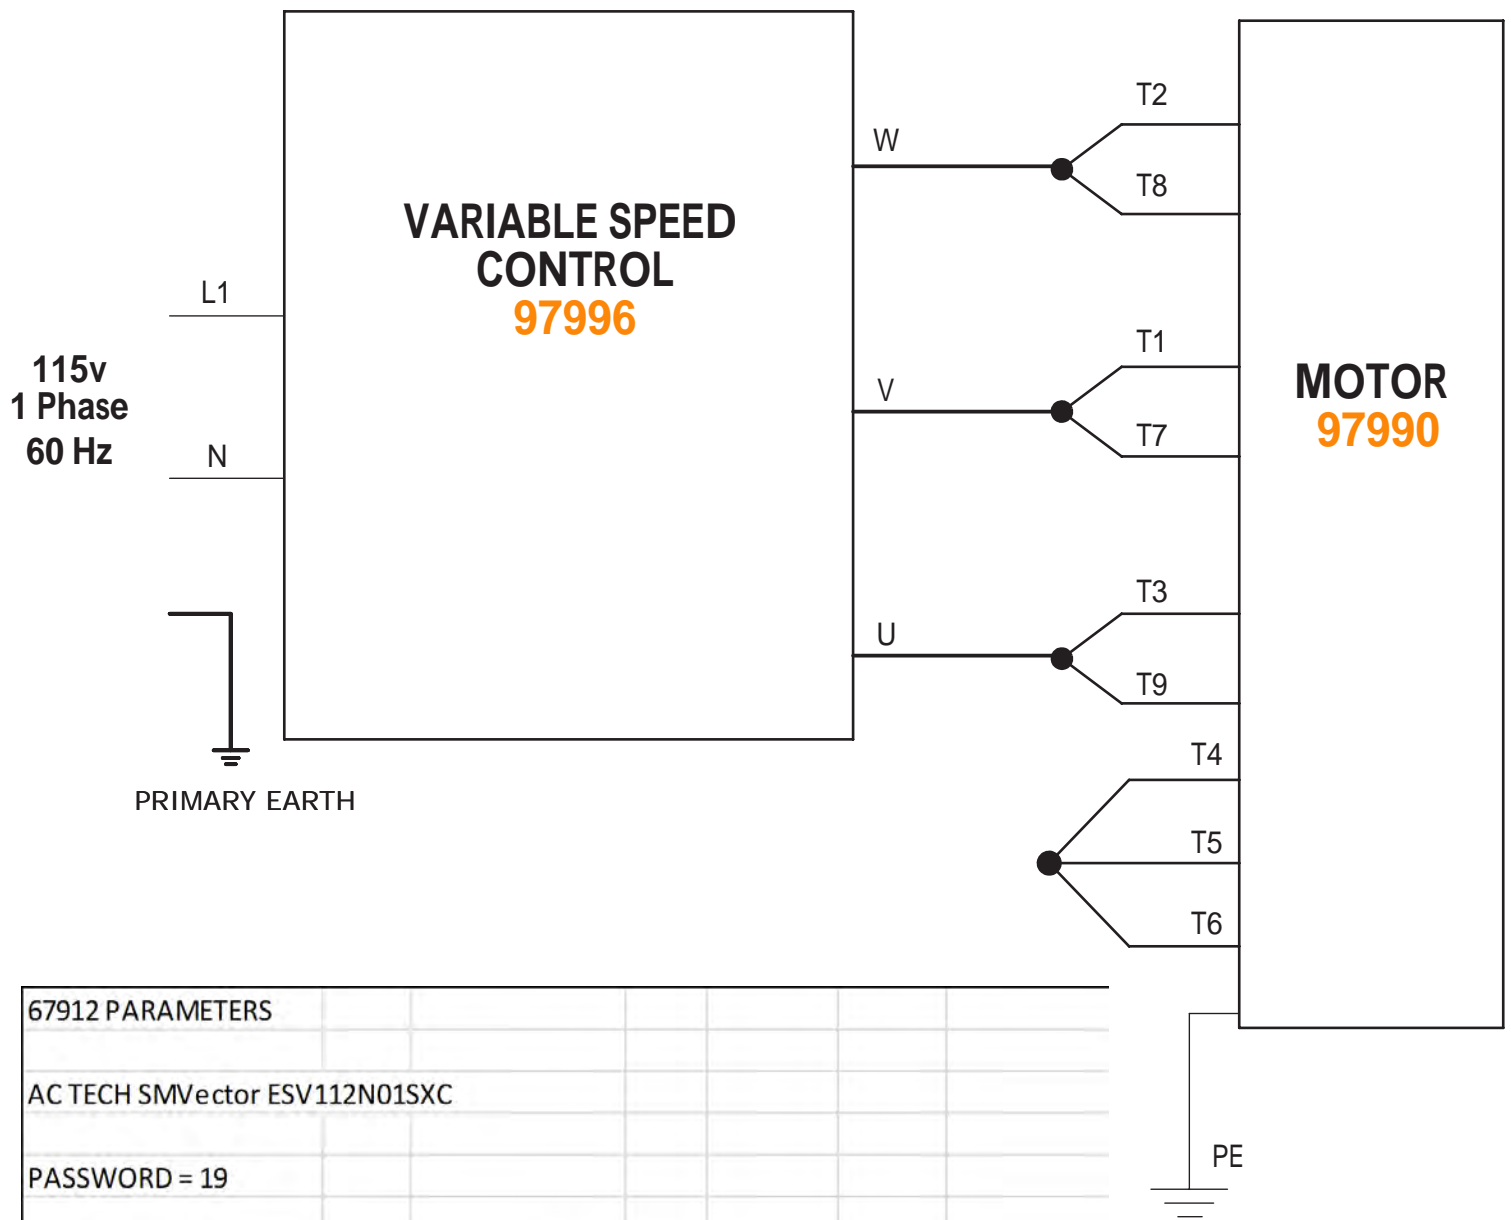 T2
W
T8
VARIABLE SPEED
CONTROL
97996
L1
115v
1 Phase
60 Hz
N
T1
V
T7
MOTOR
97990
T3
U
T9
T4
T5
T6
PRIMARY EARTH
67912 PARAMETERS
AC TECH SMVector ESV112N01SXC
PASSWORD = 19
PE